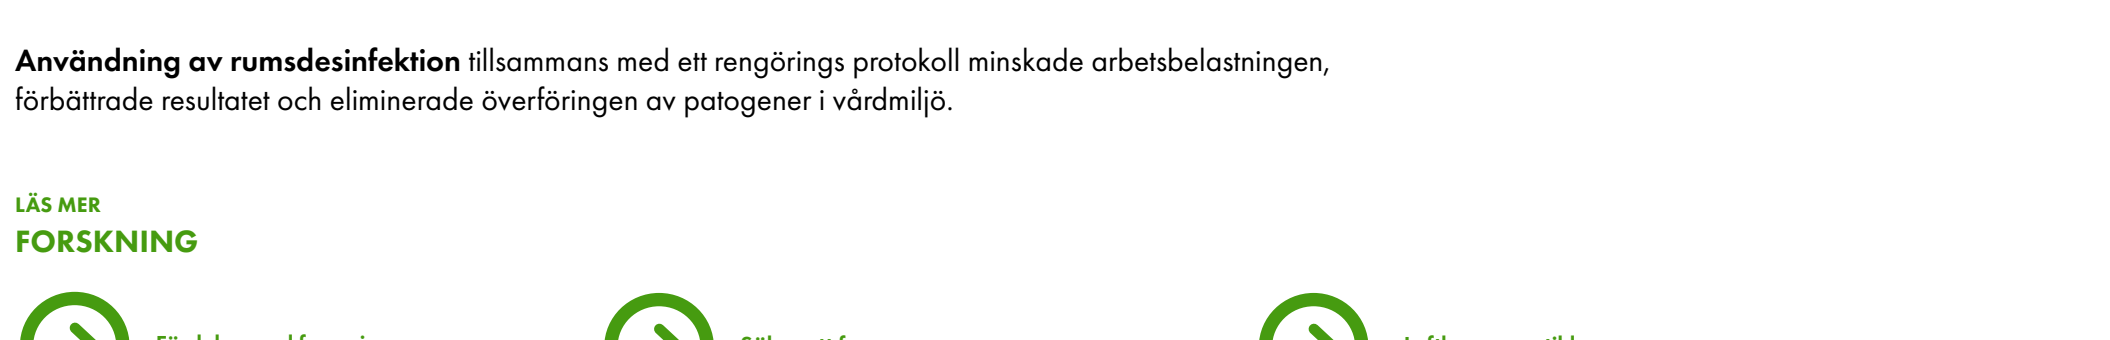 Användning av rumsdesinfektion tillsammans med ett rengörings protokoll minskade arbetsbelastningen,
förbättrade resultatet och eliminerade överföringen av patogener i vårdmiljö.
LÄS MER
FORSKNING